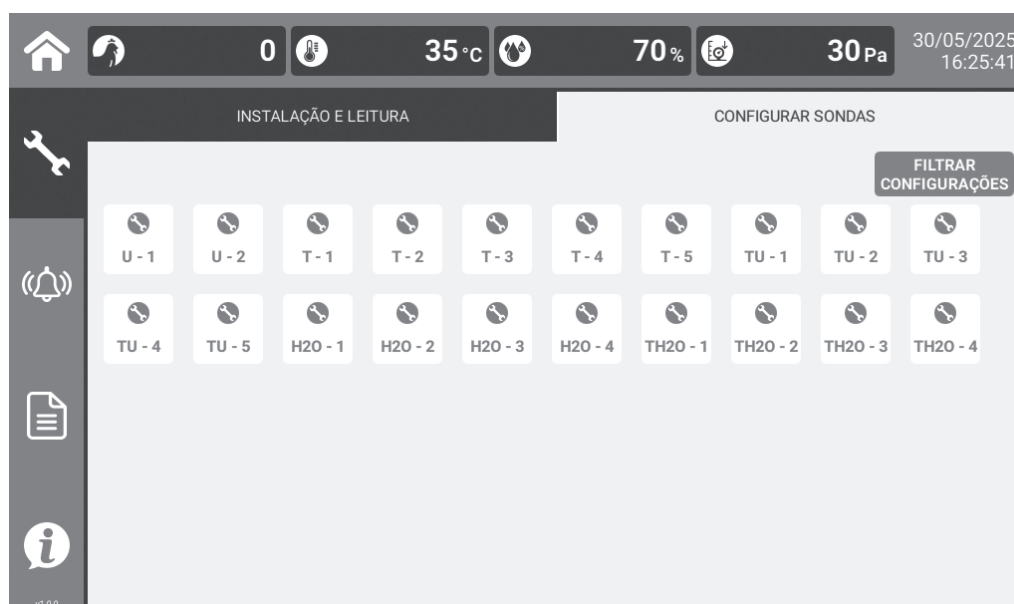 0 35 °C 70 % 30 Pa 30/05/2025
16:25:41
INSTALAÇÃO E LEITURA CONFIGURAR SONDAS
FILTRAR
CONFIGURAÇÕES
U - 1 U - 2 T - 1 T - 2 T - 3 T - 4 T - 5 TU - 1 TU - 2 TU - 3
TU - 4 TU - 5 H2O - 1 H2O - 2 H2O - 3 H2O - 4 TH2O - 1 TH2O - 2 TH2O - 3 TH2O - 4